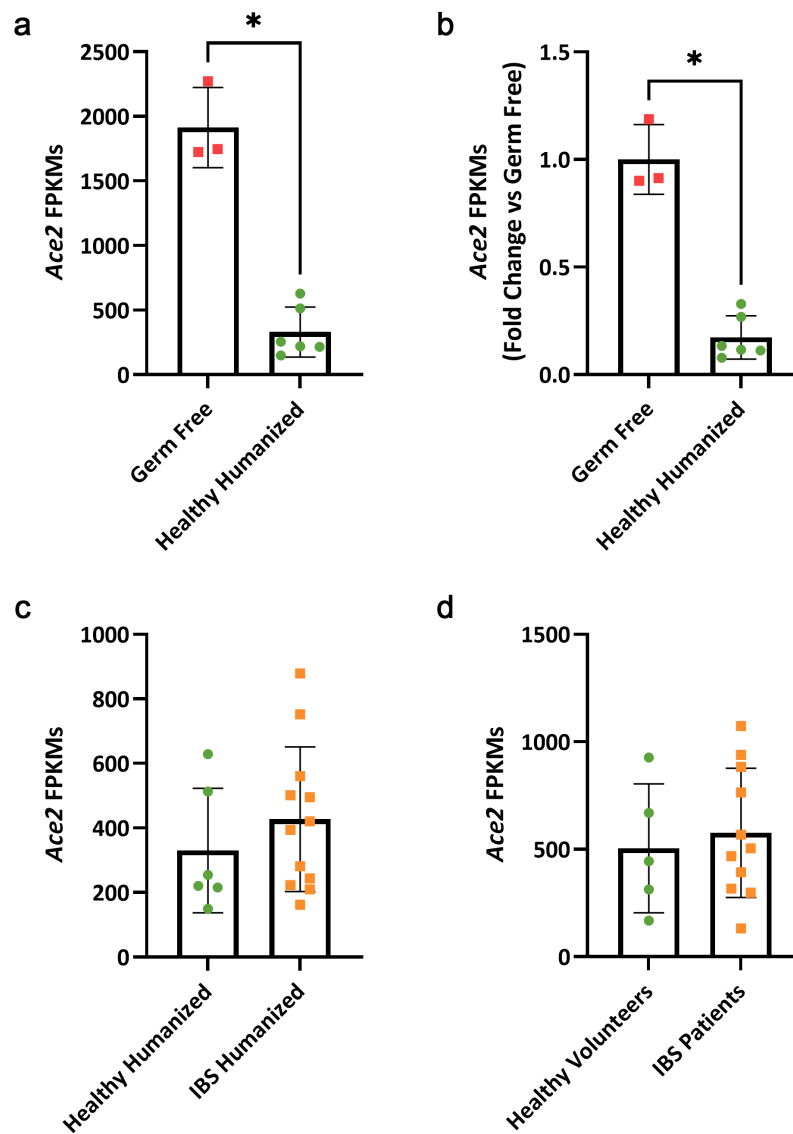 a
*
Ace2 FPKMs
2500
2000
1500
1000
500
0
Germ Free
Healthy Humanized
b
*
Ace2 FPKMs
(Fold Change vs Germ Free)
1.5
1.0
0.5
0.0
Germ Free
Healthy Humanized
c
Ace2 FPKMs
1000
800
600
400
200
0
Healthy Humanized
IBS Humanized
d
Ace2 FPKMs
1500
1000
500
0
Healthy Volunteers
IBS Patients